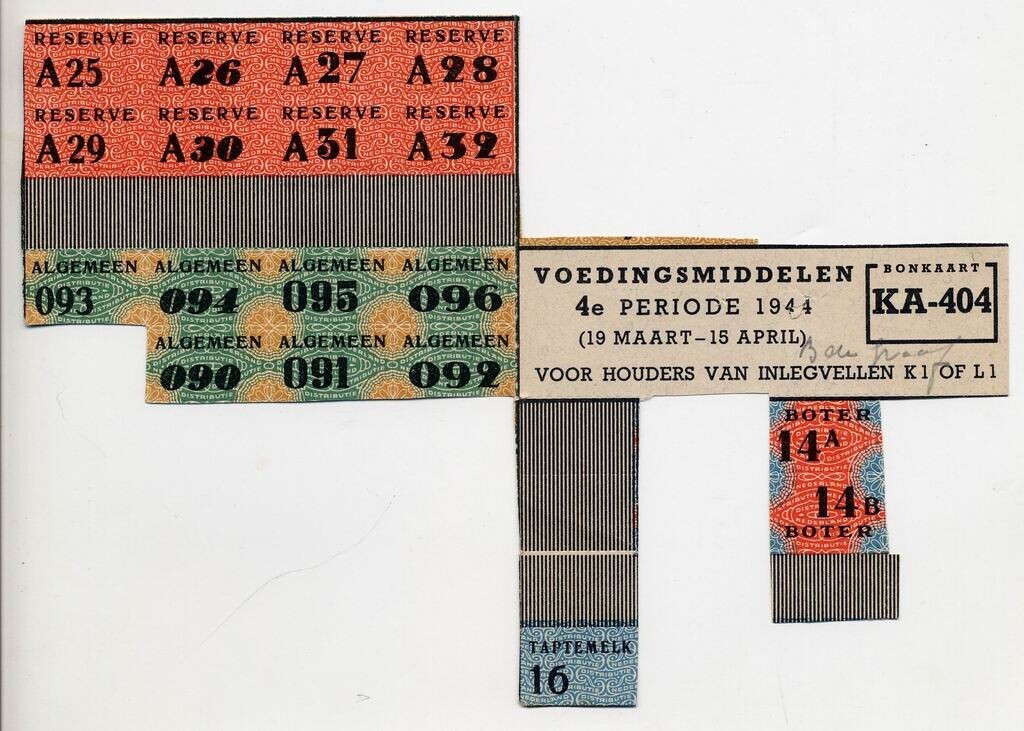 RESERVE RESERVE RESERVE RESERVE
A25 A26 A27 A28
RESERVE RESERVE RESERVE RESERVE
A29 A30 A31 A32
ALGEMEEN ALGEMEEN ALGEMEEN ALGEMEEN
093 094 095 096
ALGEMEEN ALGEMEEN ALGEMEEN
090 091 092
VOEDINGSMIDDELEN
4e PERIODE 1944
(19 MAART–15 APRIL)
VOOR HOUDERS VAN INLEGVELLEN K1 OF L1
BONKAART
KA-404
BOTER
14A
14B
BOTER
TAPTEMELK
16